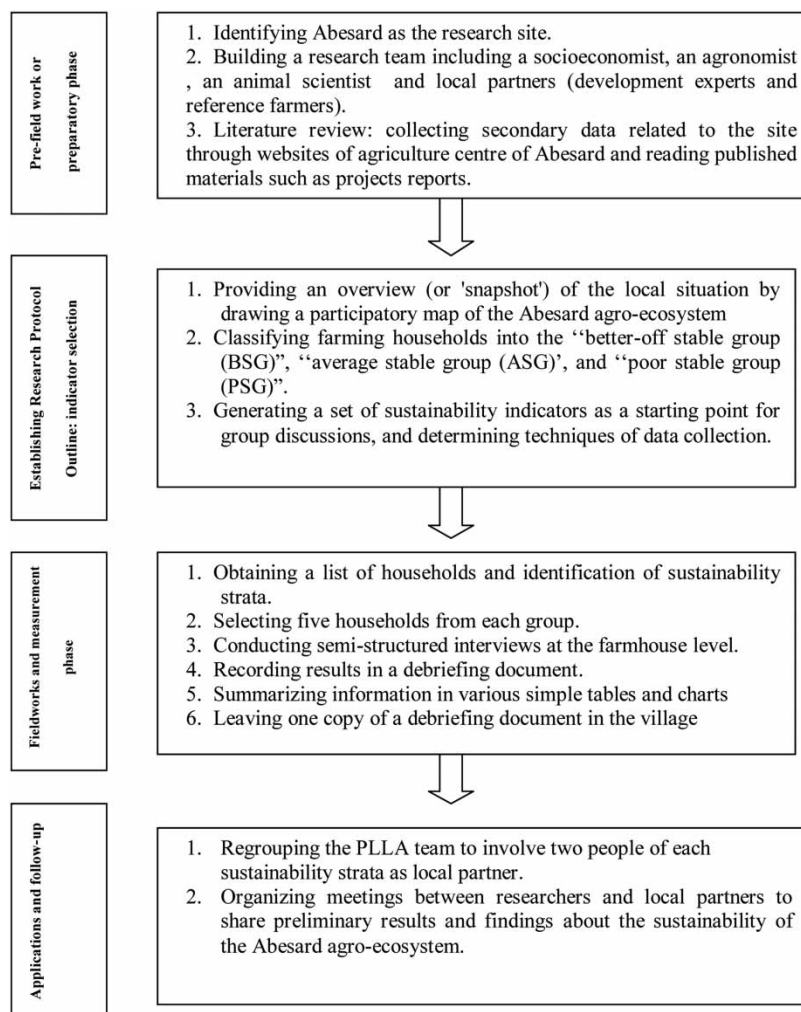 Pre-field work or
preparatory phase
1. Identifying Abesard as the research site.
2. Building a research team including a socioeconomist, an agronomist
, an animal scientist and local partners (development experts and
reference farmers).
3. Literature review: collecting secondary data related to the site
through websites of agriculture centre of Abesard and reading published
materials such as projects reports.
Establishing Research Protocol
Outline: indicator selection
1. Providing an overview (or 'snapshot') of the local situation by
drawing a participatory map of the Abesard agro-ecosystem
2. Classifying farming households into the ‘‘better-off stable group
(BSG)”, ‘‘average stable group (ASG)’, and ‘‘poor stable group
(PSG)”.
3. Generating a set of sustainability indicators as a starting point for
group discussions, and determining techniques of data collection.
Fieldworks and measurement
phase
1. Obtaining a list of households and identification of sustainability
strata.
2. Selecting five households from each group.
3. Conducting semi-structured interviews at the farmhouse level.
4. Recording results in a debriefing document.
5. Summarizing information in various simple tables and charts
6. Leaving one copy of a debriefing document in the village
Applications and follow-up
1. Regrouping the PLLA team to involve two people of each
sustainability strata as local partner.
2. Organizing meetings between researchers and local partners to
share preliminary results and findings about the sustainability of
the Abesard agro-ecosystem.